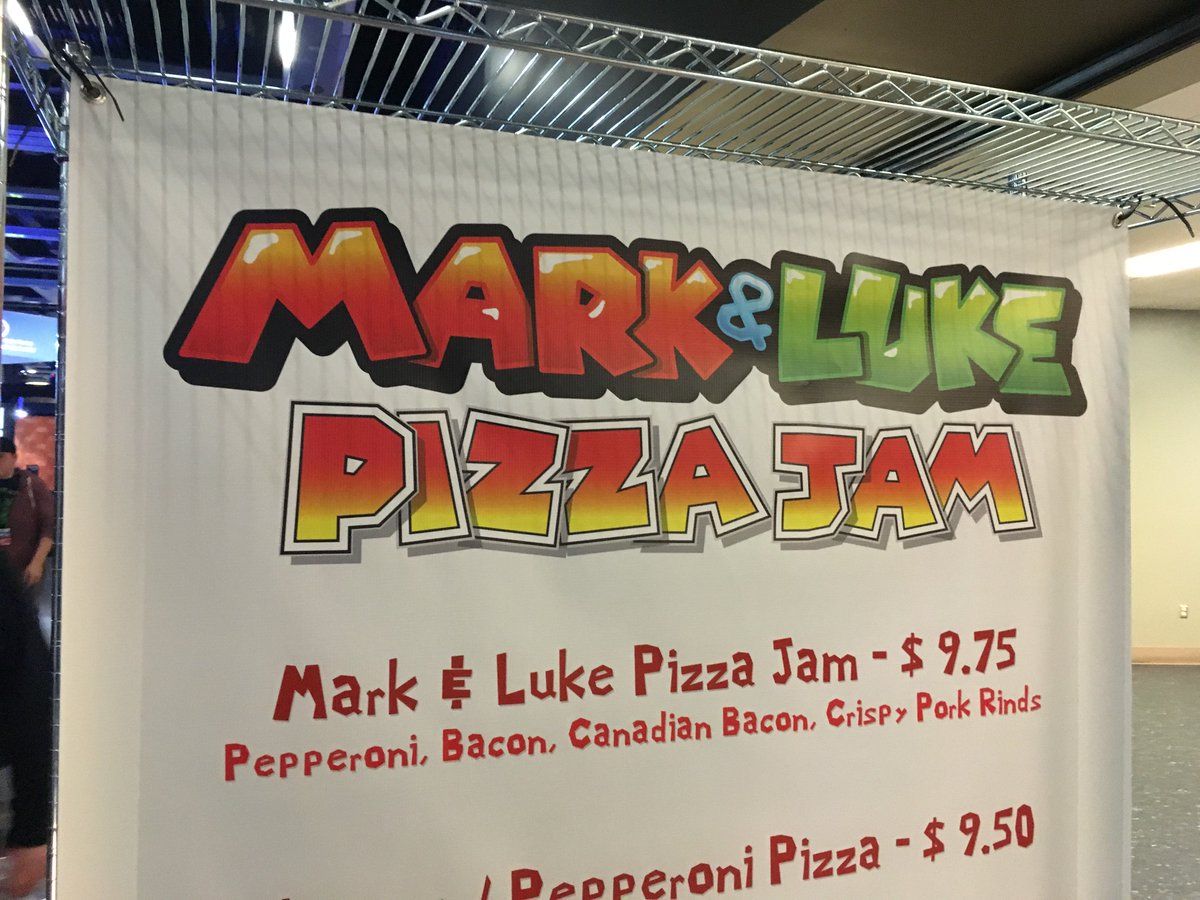 MARK & LUKE
PIZZA JAM
Mark & Luke Pizza Jam - $ 9.75
Pepperoni, Bacon, Canadian Bacon, Crispy Pork Rinds
/ Pepperoni Pizza - $ 9.50